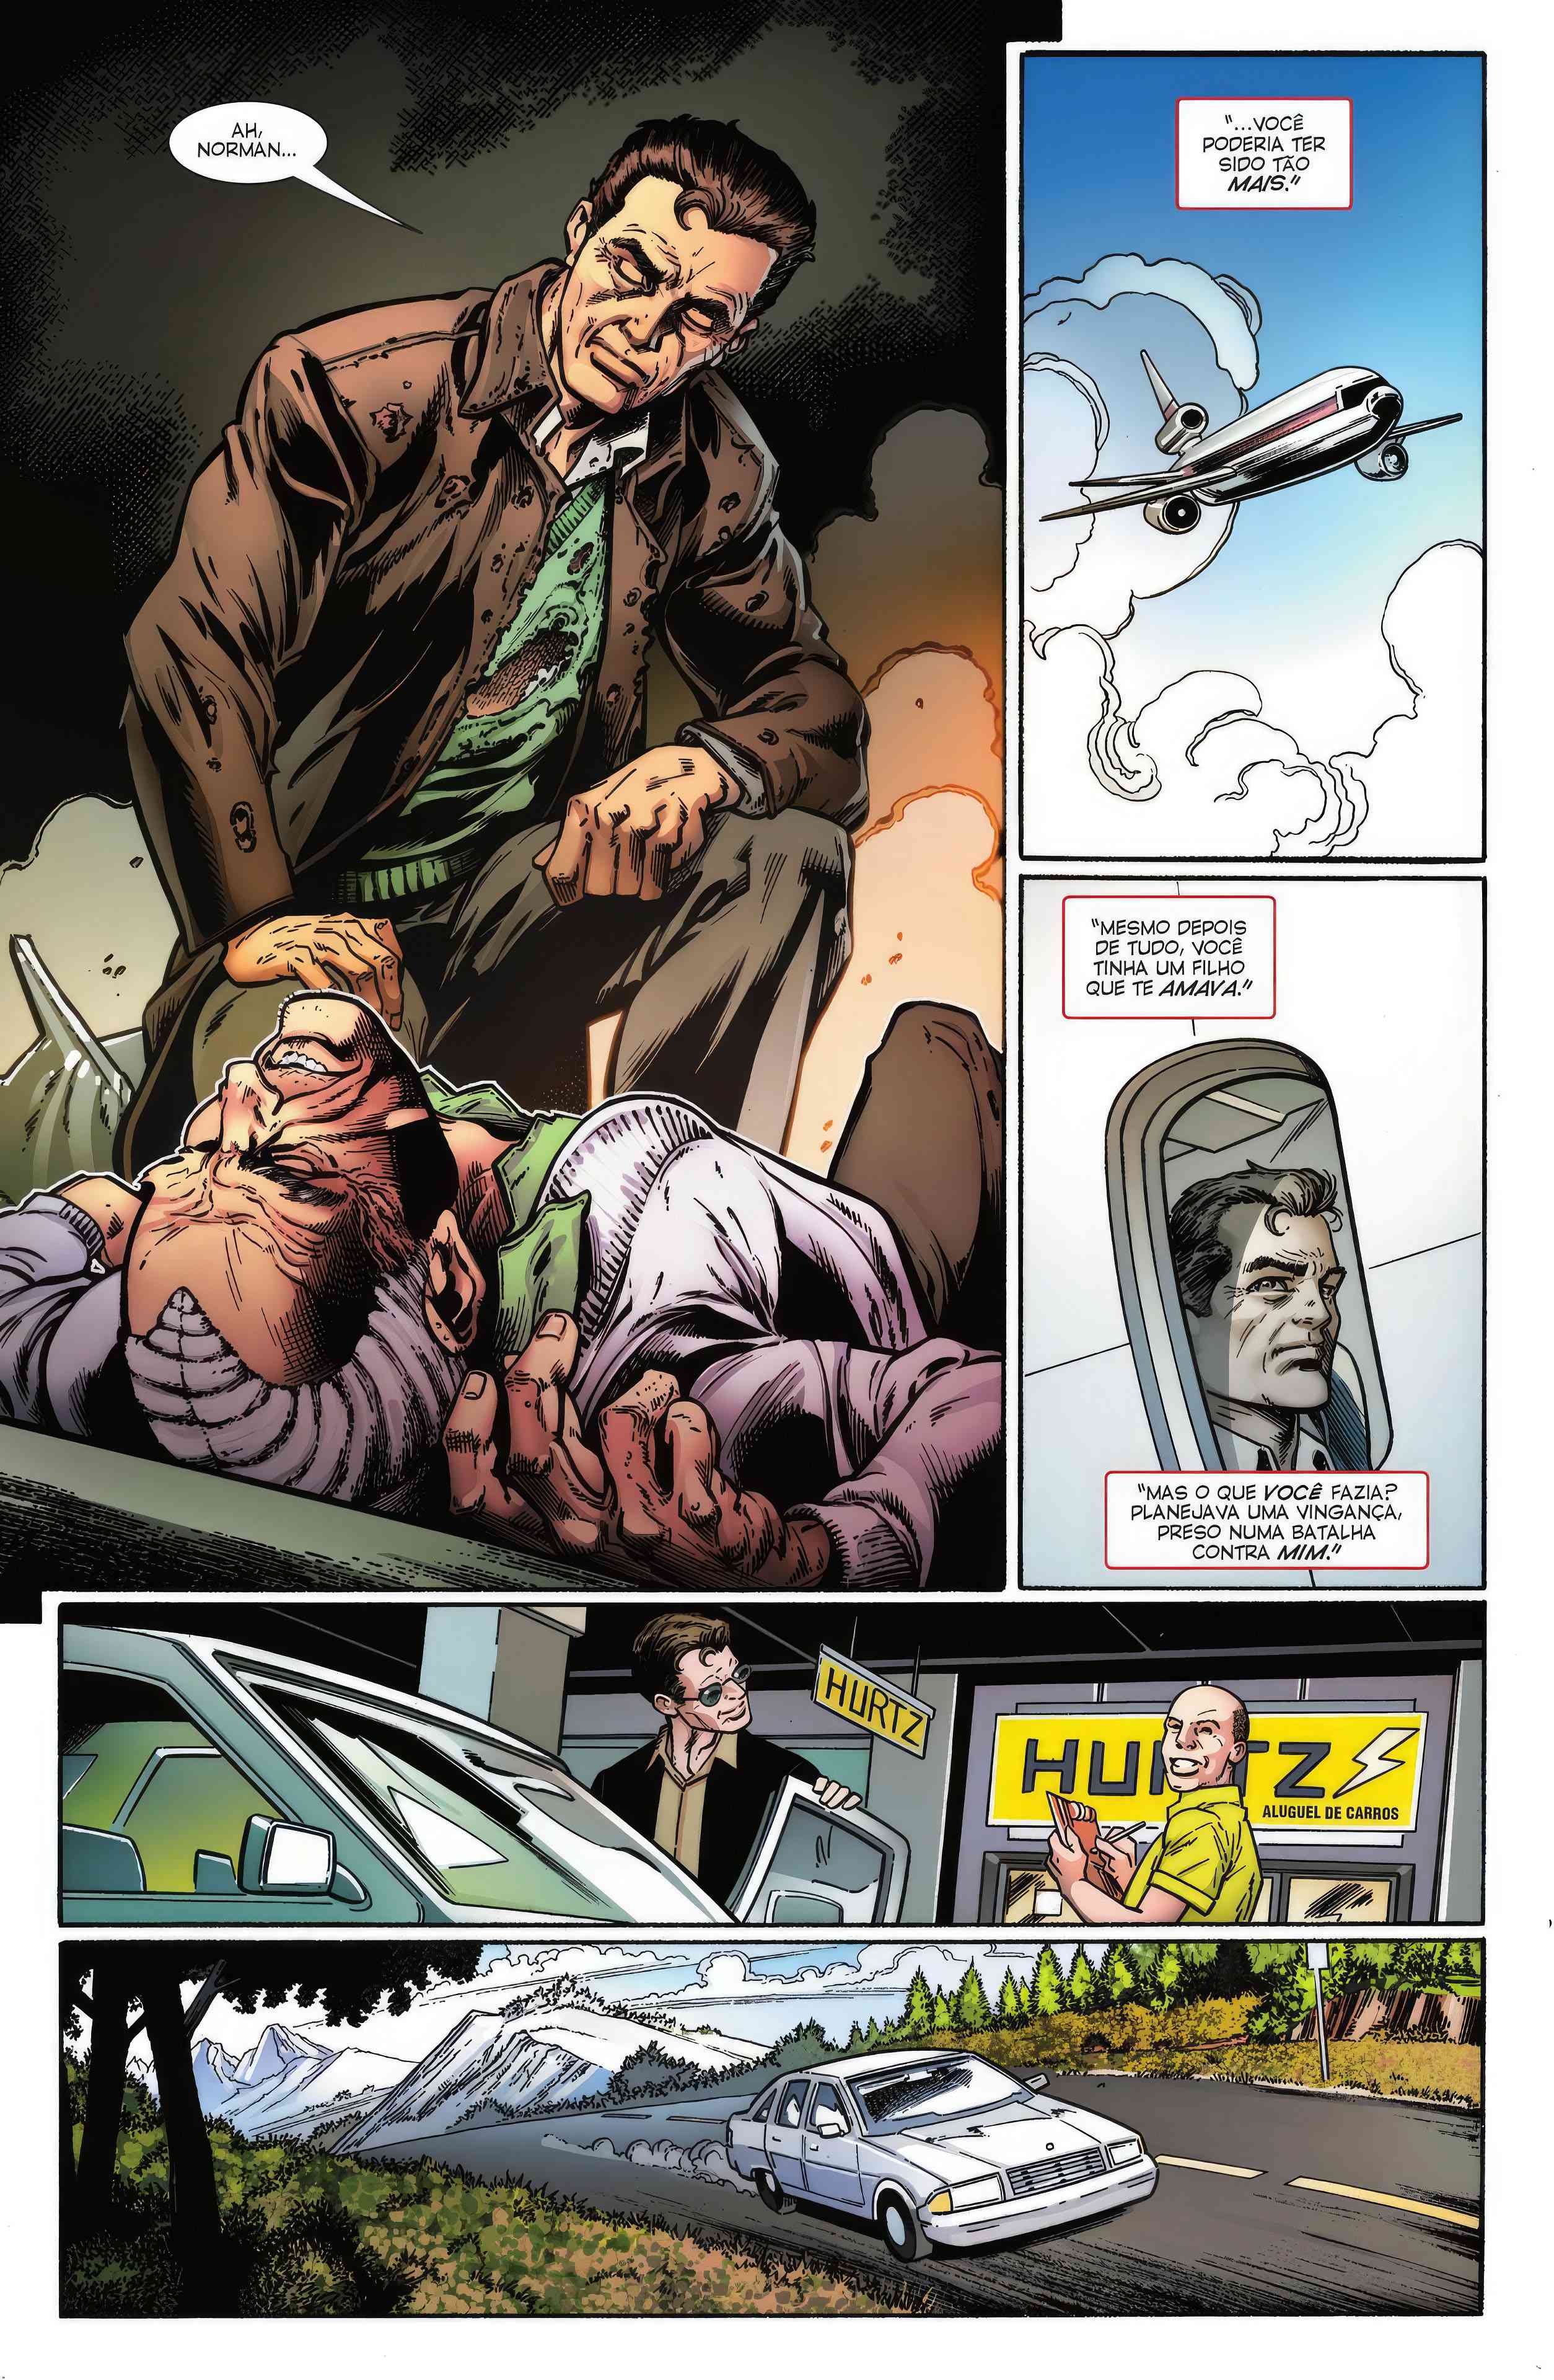 AH,
NORMAN...
"...VOCÊ
PODERIA TER
SIDO TÃO
MAIS."
"MESMO DEPOIS
DE TUDO, VOCÊ
TINHA UM FILHO
QUE TE AMAVA."
"MAS O QUE VOCÊ FAZIA?
PLANEJAVA UMA VINGANÇA,
PRESO NUMA BATALHA
CONTRA MIM."
HURTZ
HURTZ
ALUGUEL DE CARROS